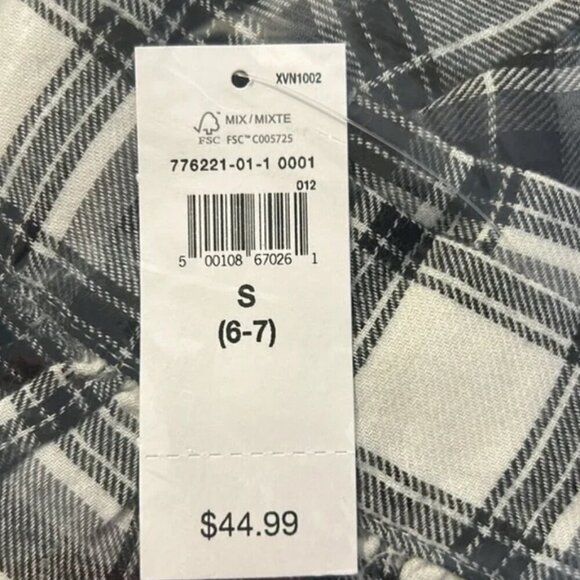 XVN1002
MIX / MIXTE
FSC FSC™ C005725
776221-01-1 0001
012
5 00108 67026 1
S
(6-7)
$44.99